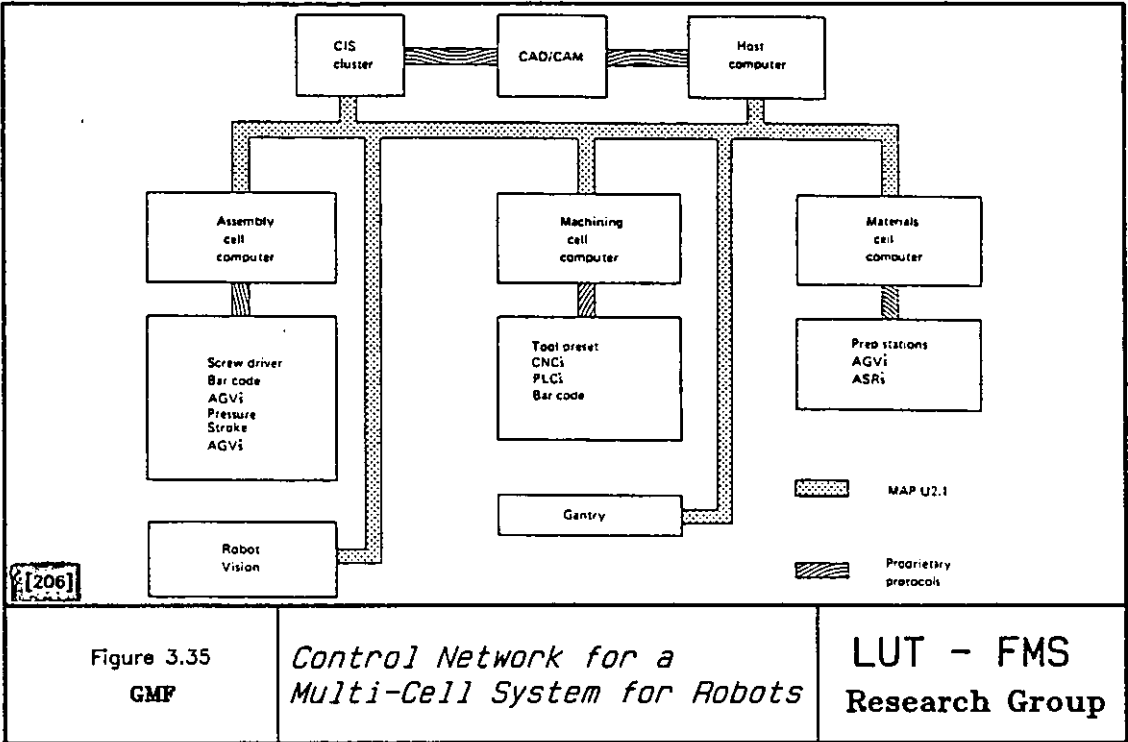 CIS
cluster
CAD/CAM
Host
computer
Assembly
cell
computer
Machining
cell
computer
Materials
cell
computer
Screw driver
Bar code
AGVs
Pressure
Stroke
AGVs
Tool preset
CNCs
PLCs
Bar code
Prep stations
AGVs
ASRs
MAP U2.1
Gantry
Robot
Vision
Proprietary
protocols
[206]
Figure 3.35
GMF
Control Network for a
Multi-Cell System for Robots
LUT - FMS
Research Group